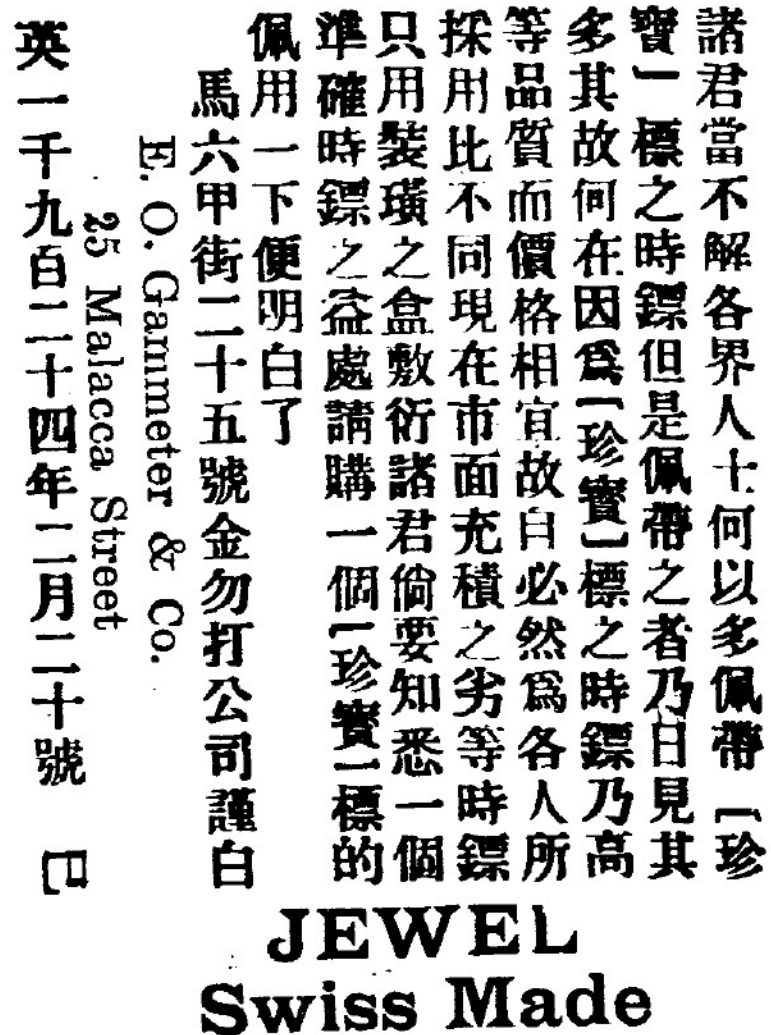 諸君當不解各界人士何以多佩帶「珍
寳」標之時鏢但是佩帶之者乃日見其
多其故何在因爲「珍寳」標之時鏢乃高
等品質而價格相宜故自必然爲各人所
採用比不同現在市面充積之劣等時鏢
只用裝璜之盒敷衍諸君倘要知悉一個
準確時鏢之益處請購一個「珍寳」標的
佩用一下便明白了
馬六甲街二十五號金勿打公司謹白
E. O. Gammeter & Co.
25 Malacca Street
英一千九百二十四年二月二十號
JEWEL
Swiss Made